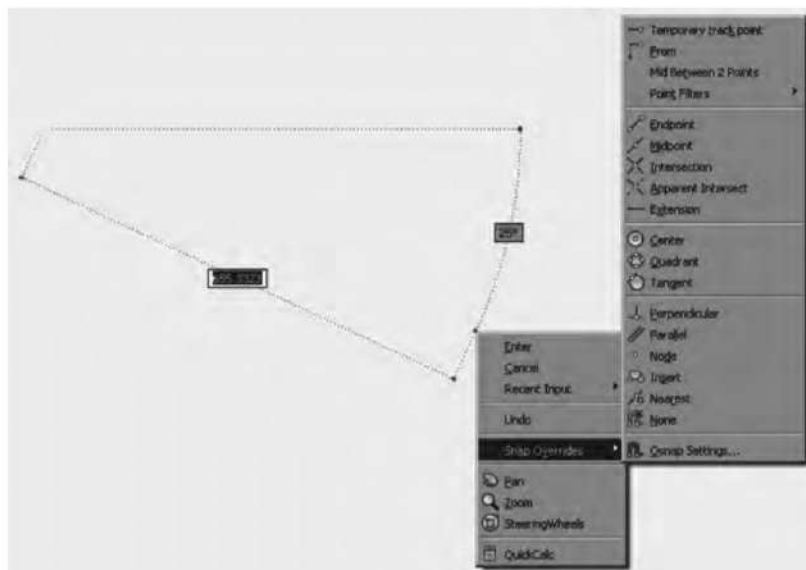 Temporary track point
From
Mid Between 2 Points
Point Filters
Endpoint
Midpoint
Intersection
Apparent Intersect
Extension
Center
Quadrant
Tangent
Perpendicular
Parallel
Node
Insert
Nearest
None
Osnap Settings...
25°
Enter
Cancel
Recent Input
Undo
Snap Overrides
Pan
Zoom
SteeringWheels
QuickCalc